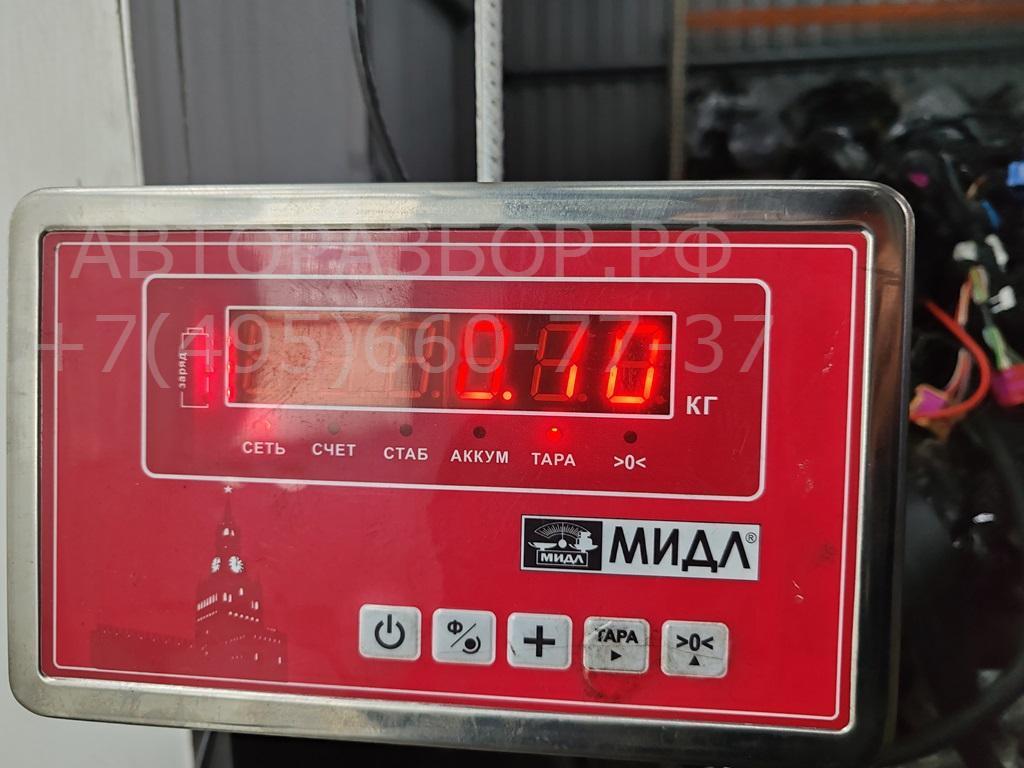 АВТОРАЗБОР.РФ
+7(495)660-77-37
заряд
0.10
КГ
СЕТЬ СЧЕТ СТАБ АККУМ ТАРА >0<
МИДЛ МИДЛ®
Ф ТАРА >0<